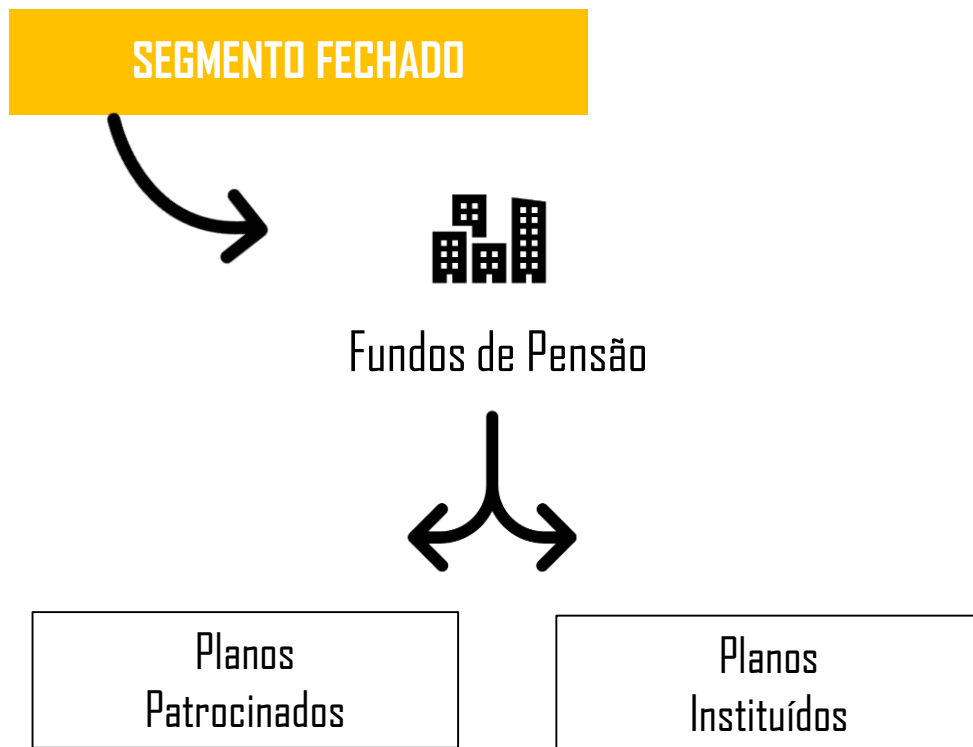 SEGMENTO FECHADO
Fundos de Pensão
Planos
Patrocinados
Planos
Instituídos